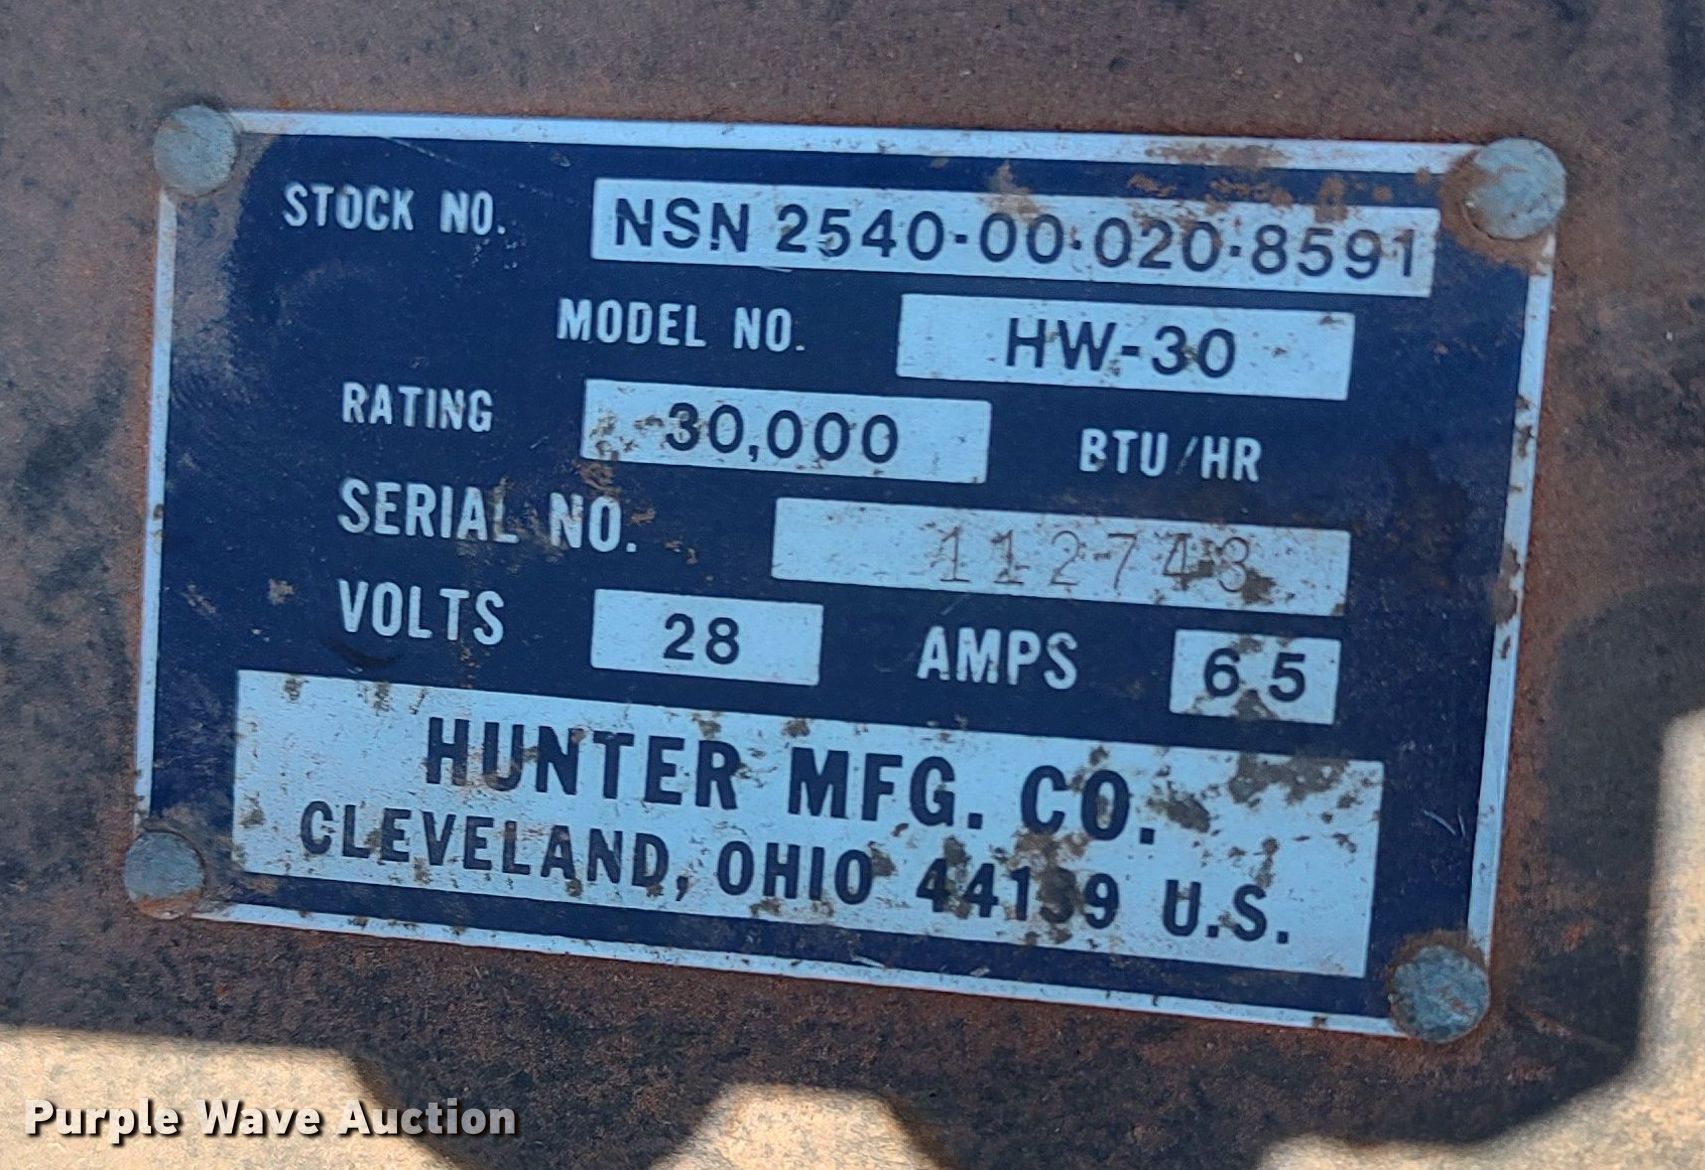 STOCK NO. NSN 2540-00-020-8591
MODEL NO. HW-30
RATING 30,000 BTU/HR
SERIAL NO. 112743
VOLTS 28 AMPS 6.5
HUNTER MFG. CO.
CLEVELAND, OHIO 44139 U.S.
Purple Wave Auction